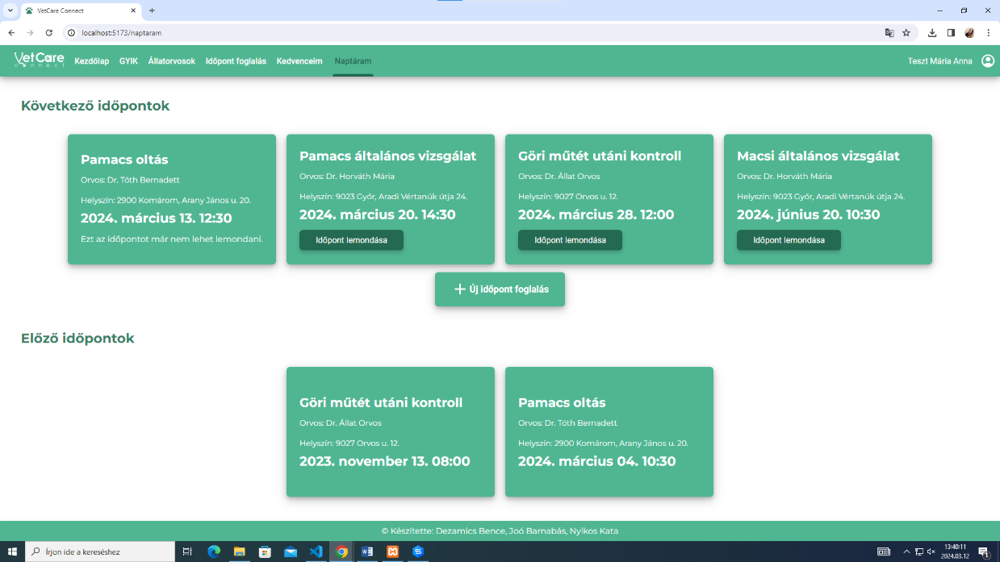 VetCare Connect
localhost:5173/naptaram
VetCare
connect
Kezdőlap GYIK Állatorvosok Időpont foglalás Kedvenceim Naptáram
Teszt Mária Anna
Következő időpontok
Pamacs oltás
Orvos: Dr. Tóth Bernadett
Helyszín: 2900 Komárom, Arany János u. 20.
2024. március 13. 12:30
Ezt az időpontot már nem lehet lemondani.
Pamacs általános vizsgálat
Orvos: Dr. Horváth Mária
Helyszín: 9023 Győr, Aradi Vértanúk útja 24.
2024. március 20. 14:30
Időpont lemondása
Göri műtét utáni kontroll
Orvos: Dr. Állat Orvos
Helyszín: 9027 Orvos u. 12.
2024. március 28. 12:00
Időpont lemondása
Macsi általános vizsgálat
Orvos: Dr. Horváth Mária
Helyszín: 9023 Győr, Aradi Vértanúk útja 24.
2024. június 20. 10:30
Időpont lemondása
Új időpont foglalás
Előző időpontok
Göri műtét utáni kontroll
Orvos: Dr. Állat Orvos
Helyszín: 9027 Orvos u. 12.
2023. november 13. 08:00
Pamacs oltás
Orvos: Dr. Tóth Bernadett
Helyszín: 2900 Komárom, Arany János u. 20.
2024. március 04. 10:30
© Készítette: Dezamics Bence, Joó Barnabás, Nyikos Kata
Írjon ide a kereséshez
13:40:11
2024.03.12
1